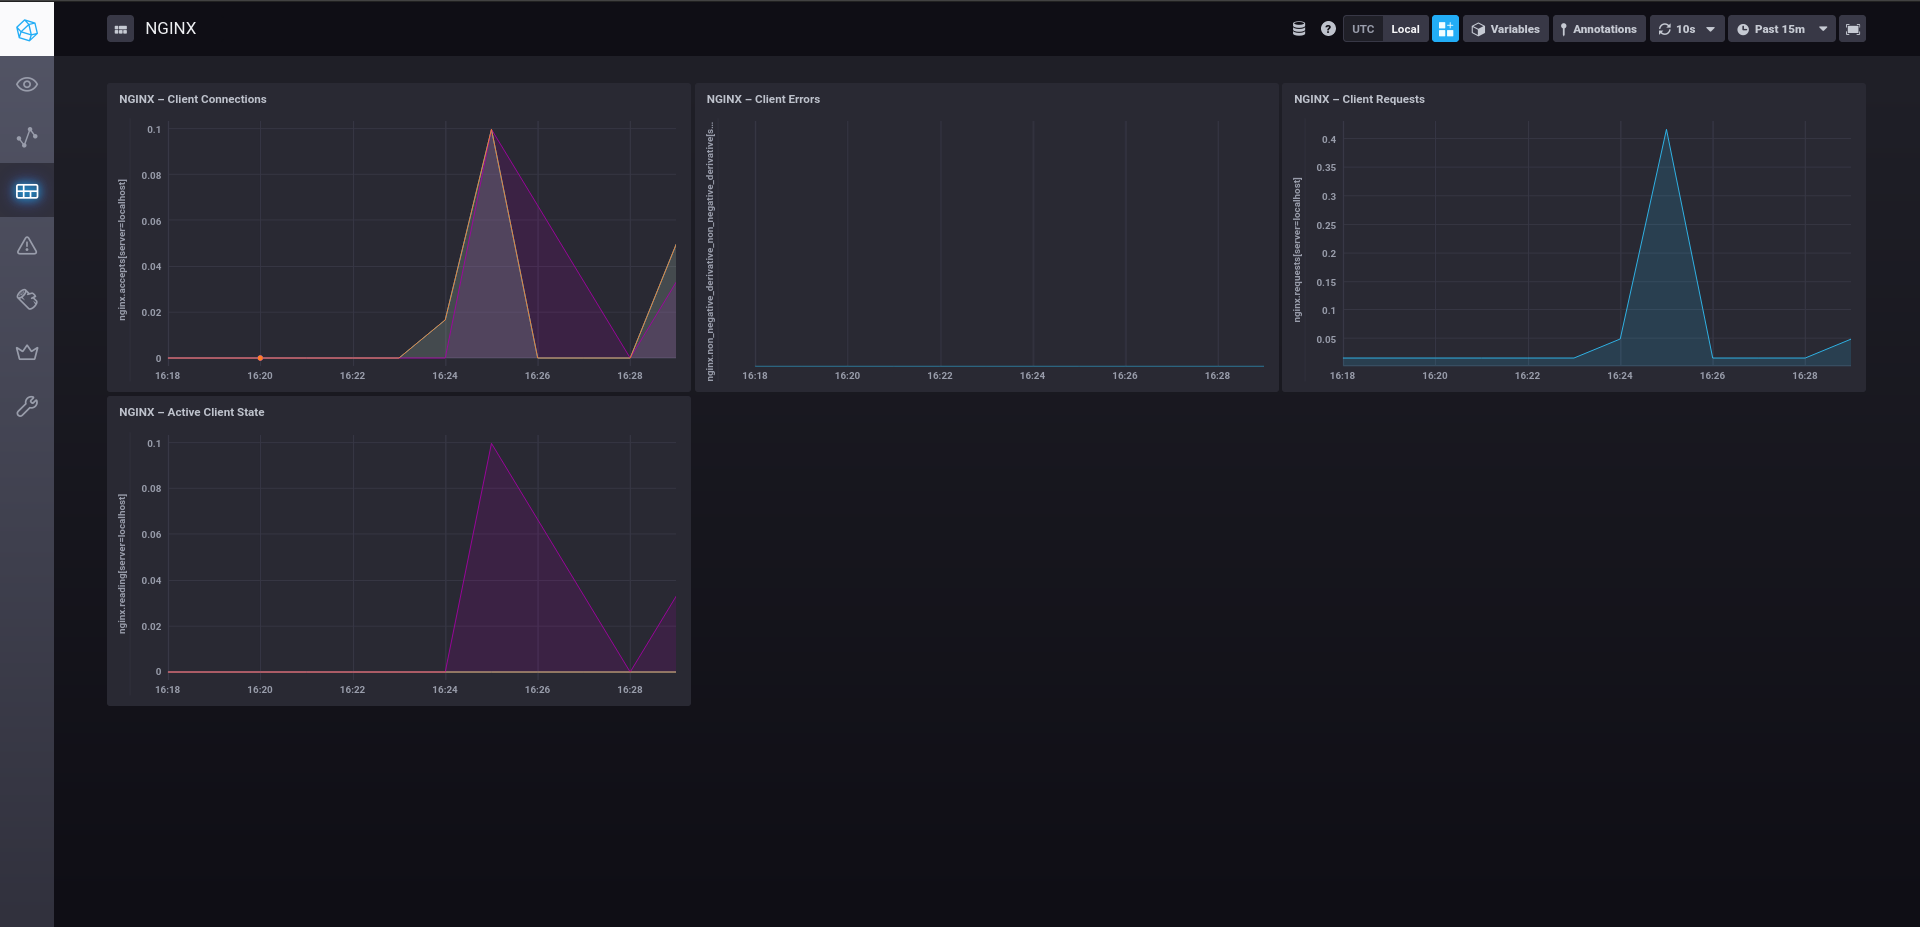 NGINX
UTC Local Variables Annotations 10s Past 15m
NGINX – Client Connections
nginx.accepts[server=localhost]
0.1
0.08
0.06
0.04
0.02
0
16:18 16:20 16:22 16:24 16:26 16:28
NGINX – Client Errors
nginx.non_negative_derivative_non_negative_derivative[s...
16:18 16:20 16:22 16:24 16:26 16:28
NGINX – Client Requests
nginx.requests[server=localhost]
0.4
0.35
0.3
0.25
0.2
0.15
0.1
0.05
16:18 16:20 16:22 16:24 16:26 16:28
NGINX – Active Client State
nginx.reading[server=localhost]
0.1
0.08
0.06
0.04
0.02
0
16:18 16:20 16:22 16:24 16:26 16:28